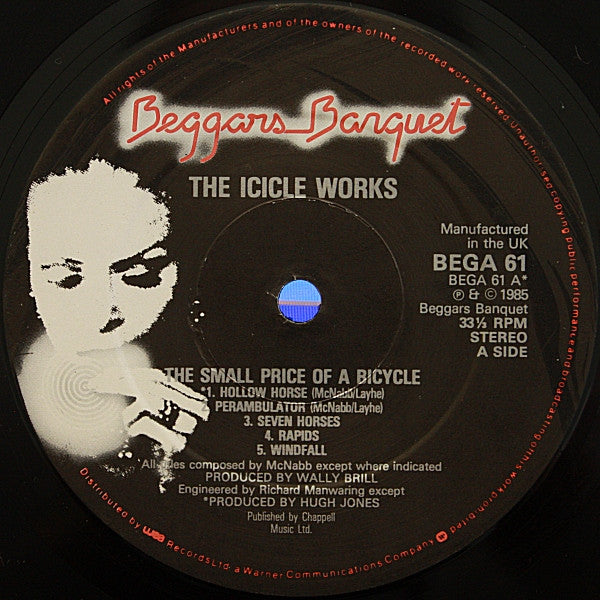 All rights of the Manufacturers and of the owners of the recorded work reserved. Unauthorised copying public performance and broadcasting of this work prohibited
Beggars Banquet
THE ICICLE WORKS
Manufactured
in the UK
BEGA 61
BEGA 61 A*
℗ & © 1985
Beggars Banquet
33⅓ RPM
STEREO
A SIDE
THE SMALL PRICE OF A BICYCLE
*1. HOLLOW HORSE (McNabb/Layhe)
2. PERAMBULATOR (McNabb/Layhe)
3. SEVEN HORSES
4. RAPIDS
5. WINDFALL
All titles composed by McNabb except where indicated
PRODUCED BY WALLY BRILL
Engineered by Richard Manwaring except
*PRODUCED BY HUGH JONES
Published by Chappell
Music Ltd.
Distributed by wea Records Ltd. a Warner Communications Company